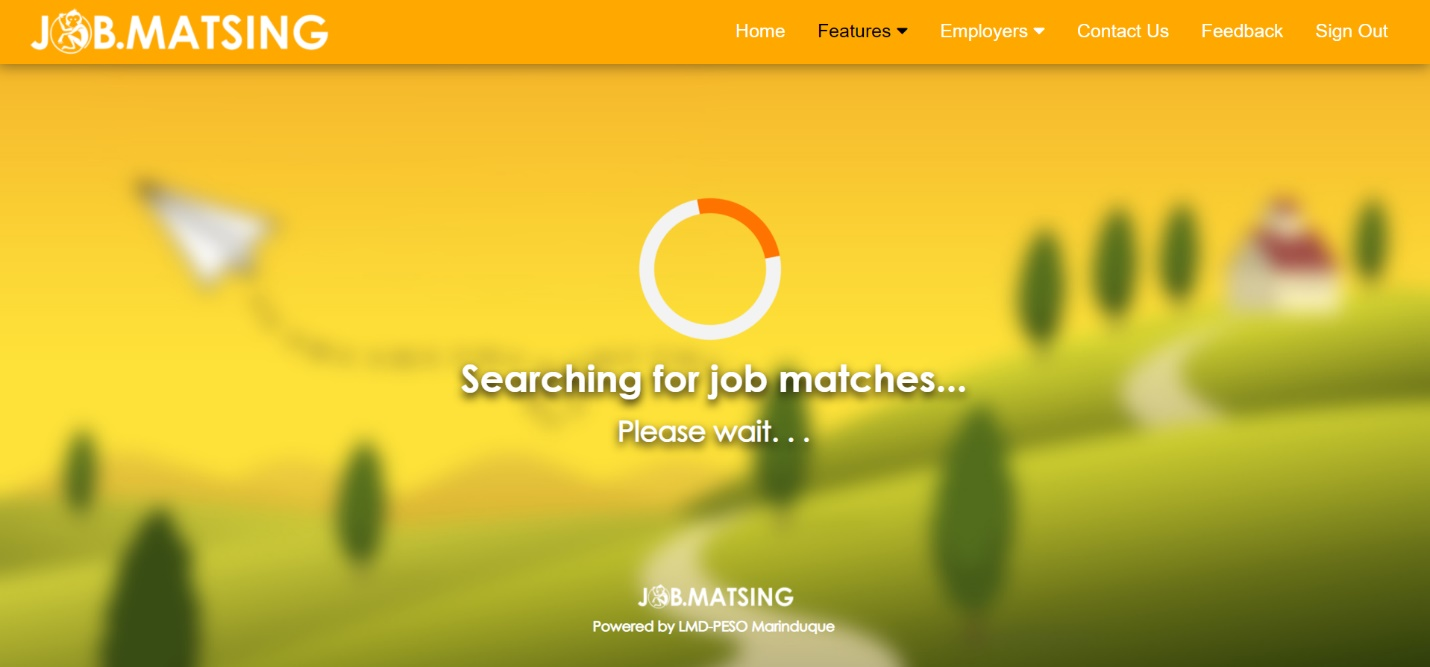 JOB.MATSING
Home Features Employers Contact Us Feedback Sign Out
Searching for job matches...
Please wait. . .
JOB.MATSING
Powered by LMD-PESO Marinduque